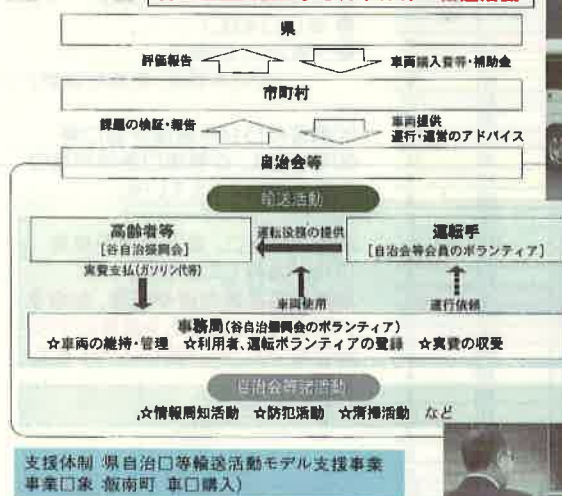 県
評価報告
車両購入費等・補助金
市町村
課題の検証・報告
車両提供
運行・運営のアドバイス
自治会等
輸送活動
高齢者等
[谷自治振興会]
運転役務の提供
運転手
[自治会等会員のボランティア]
実費支払(ガソリン代等)
車両使用
運行依頼
事務局(谷自治振興会のボランティア)
☆車両の維持・管理 ☆利用者、運転ボランティアの登録 ☆実費の収受
自治会等諸活動
☆情報周知活動 ☆防犯活動 ☆清掃活動 など
支援体制 県自治□等輸送活動モデル支援事業
事業□象 飯南町 車□購入)